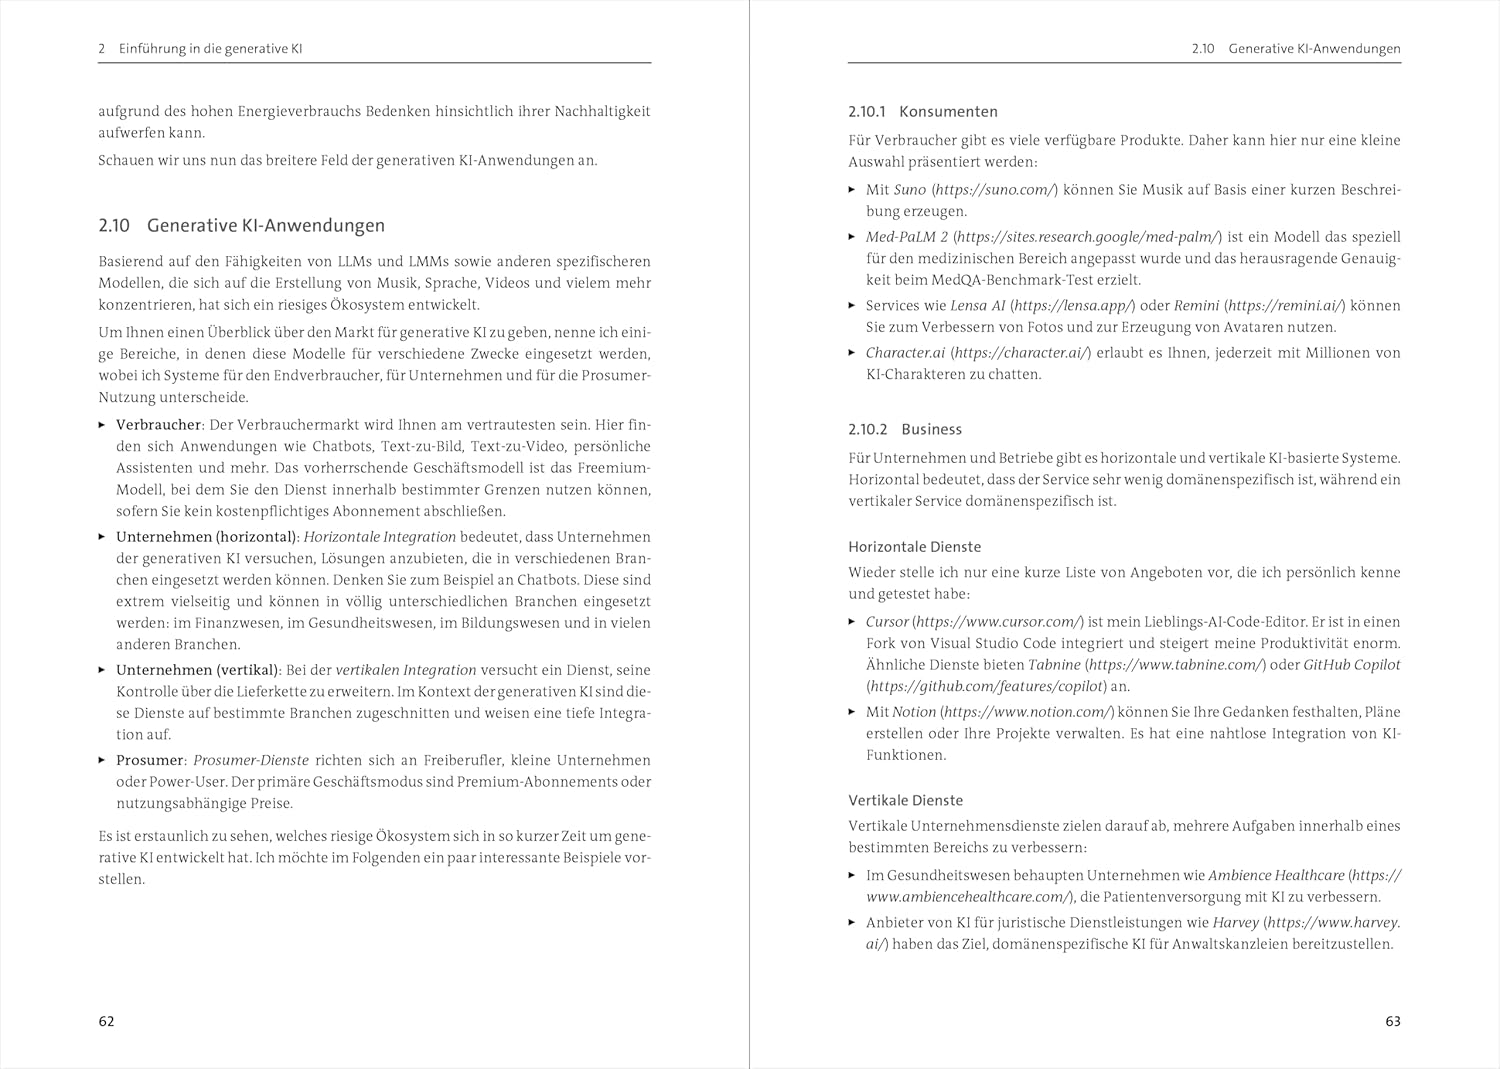 2 Einführung in die generative KI
aufgrund des hohen Energieverbrauchs Bedenken hinsichtlich ihrer Nachhaltigkeit
aufwerfen kann.
Schauen wir uns nun das breitere Feld der generativen KI-Anwendungen an.
2.10 Generative KI-Anwendungen
Basierend auf den Fähigkeiten von LLMs und LMMs sowie anderen spezifischeren
Modellen, die sich auf die Erstellung von Musik, Sprache, Videos und vielem mehr
konzentrieren, hat sich ein riesiges Ökosystem entwickelt.
Um Ihnen einen Überblick über den Markt für generative KI zu geben, nenne ich eini-
ge Bereiche, in denen diese Modelle für verschiedene Zwecke eingesetzt werden,
wobei ich Systeme für den Endverbraucher, für Unternehmen und für die Prosumer-
Nutzung unterscheide.
► Verbraucher: Der Verbrauchermarkt wird Ihnen am vertrautesten sein. Hier fin-
den sich Anwendungen wie Chatbots, Text-zu-Bild, Text-zu-Video, persönliche
Assistenten und mehr. Das vorherrschende Geschäftsmodell ist das Freemium-
Modell, bei dem Sie den Dienst innerhalb bestimmter Grenzen nutzen können,
sofern Sie kein kostenpflichtiges Abonnement abschließen.
► Unternehmen (horizontal): Horizontale Integration bedeutet, dass Unternehmen
der generativen KI versuchen, Lösungen anzubieten, die in verschiedenen Bran-
chen eingesetzt werden können. Denken Sie zum Beispiel an Chatbots. Diese sind
extrem vielseitig und können in völlig unterschiedlichen Branchen eingesetzt
werden: im Finanzwesen, im Gesundheitswesen, im Bildungswesen und in vielen
anderen Branchen.
► Unternehmen (vertikal): Bei der vertikalen Integration versucht ein Dienst, seine
Kontrolle über die Lieferkette zu erweitern. Im Kontext der generativen KI sind die-
se Dienste auf bestimmte Branchen zugeschnitten und weisen eine tiefe Integra-
tion auf.
► Prosumer: Prosumer-Dienste richten sich an Freiberufler, kleine Unternehmen
oder Power-User. Der primäre Geschäftsmodus sind Premium-Abonnements oder
nutzungsabhängige Preise.
Es ist erstaunlich zu sehen, welches riesige Ökosystem sich in so kurzer Zeit um gene-
rative KI entwickelt hat. Ich möchte im Folgenden ein paar interessante Beispiele vor-
stellen.
62
2.10 Generative KI-Anwendungen
2.10.1 Konsumenten
Für Verbraucher gibt es viele verfügbare Produkte. Daher kann hier nur eine kleine
Auswahl präsentiert werden:
► Mit Suno (https://suno.com/) können Sie Musik auf Basis einer kurzen Beschrei-
bung erzeugen.
► Med-PaLM 2 (https://sites.research.google/med-palm/) ist ein Modell das speziell
für den medizinischen Bereich angepasst wurde und das herausragende Genauig-
keit beim MedQA-Benchmark-Test erzielt.
► Services wie Lensa AI (https://lensa.app/) oder Remini (https://remini.ai/) können
Sie zum Verbessern von Fotos und zur Erzeugung von Avataren nutzen.
► Character.ai (https://character.ai/) erlaubt es Ihnen, jederzeit mit Millionen von
KI-Charakteren zu chatten.
2.10.2 Business
Für Unternehmen und Betriebe gibt es horizontale und vertikale KI-basierte Systeme.
Horizontal bedeutet, dass der Service sehr wenig domänenspezifisch ist, während ein
vertikaler Service domänenspezifisch ist.
Horizontale Dienste
Wieder stelle ich nur eine kurze Liste von Angeboten vor, die ich persönlich kenne
und getestet habe:
► Cursor (https://www.cursor.com/) ist mein Lieblings-AI-Code-Editor. Er ist in einen
Fork von Visual Studio Code integriert und steigert meine Produktivität enorm.
Ähnliche Dienste bieten Tabnine (https://www.tabnine.com/) oder GitHub Copilot
(https://github.com/features/copilot) an.
► Mit Notion (https://www.notion.com/) können Sie Ihre Gedanken festhalten, Pläne
erstellen oder Ihre Projekte verwalten. Es hat eine nahtlose Integration von KI-
Funktionen.
Vertikale Dienste
Vertikale Unternehmensdienste zielen darauf ab, mehrere Aufgaben innerhalb eines
bestimmten Bereichs zu verbessern:
► Im Gesundheitswesen behaupten Unternehmen wie Ambience Healthcare (https://
www.ambiencehealthcare.com/), die Patientenversorgung mit KI zu verbessern.
► Anbieter von KI für juristische Dienstleistungen wie Harvey (https://www.harvey.
ai/) haben das Ziel, domänenspezifische KI für Anwaltskanzleien bereitzustellen.
63